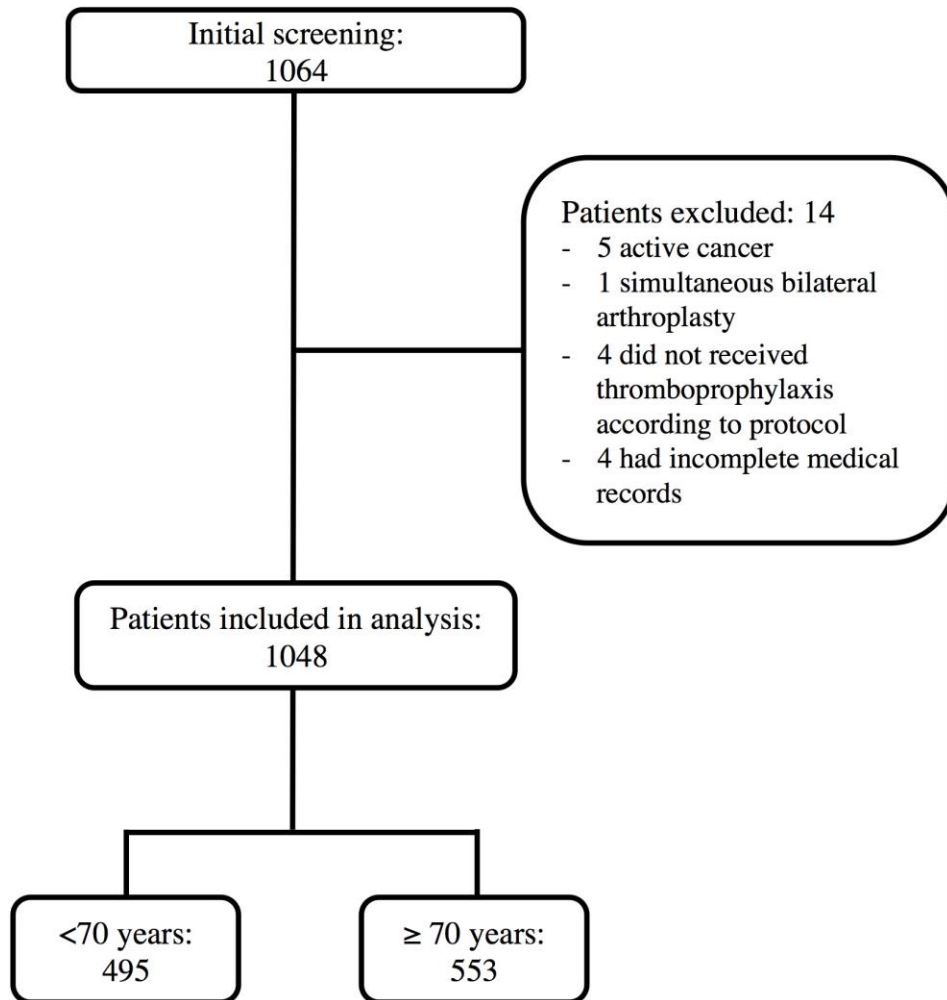 Initial screening:
1064
Patients excluded: 14
- 5 active cancer
- 1 simultaneous bilateral
arthroplasty
- 4 did not received
thromboprophylaxis
according to protocol
- 4 had incomplete medical
records
Patients included in analysis:
1048
<70 years:
495
≥ 70 years:
553